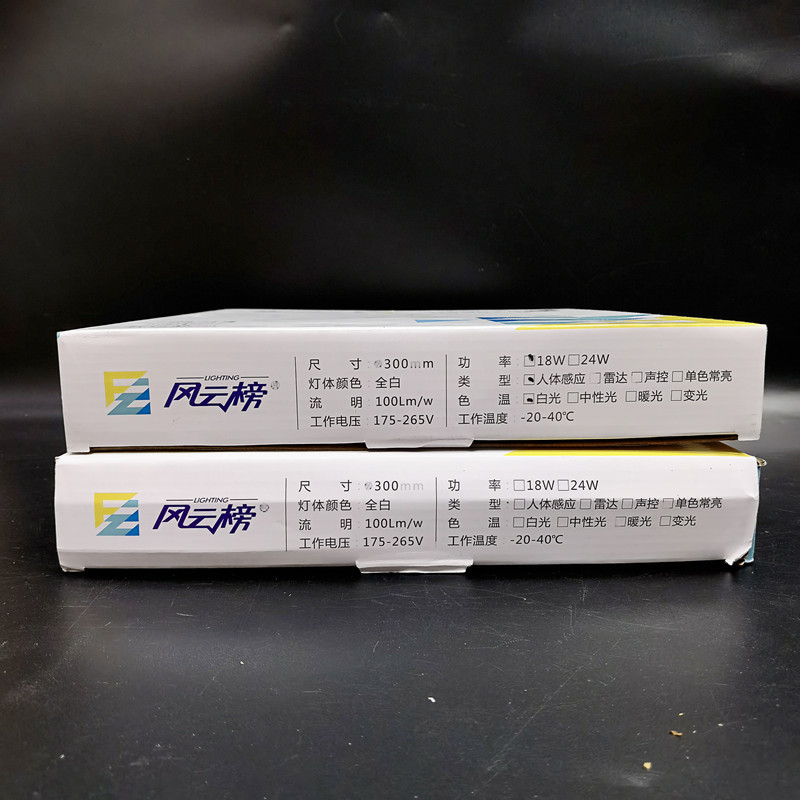 LIGHTING
风云榜
尺 寸:⌀300mm
灯体颜色:全白
流 明:100Lm/w
工作电压:175-265V
功 率:■18W□24W
类 型:■人体感应□雷达□声控□单色常亮
色 温:■白光□中性光□暖光□变光
工作温度:-20-40℃
LIGHTING
风云榜
尺 寸:⌀300mm
灯体颜色:全白
流 明:100Lm/w
工作电压:175-265V
功 率:□18W□24W
类 型:□人体感应□雷达□声控□单色常亮
色 温:□白光□中性光□暖光□变光
工作温度:-20-40℃